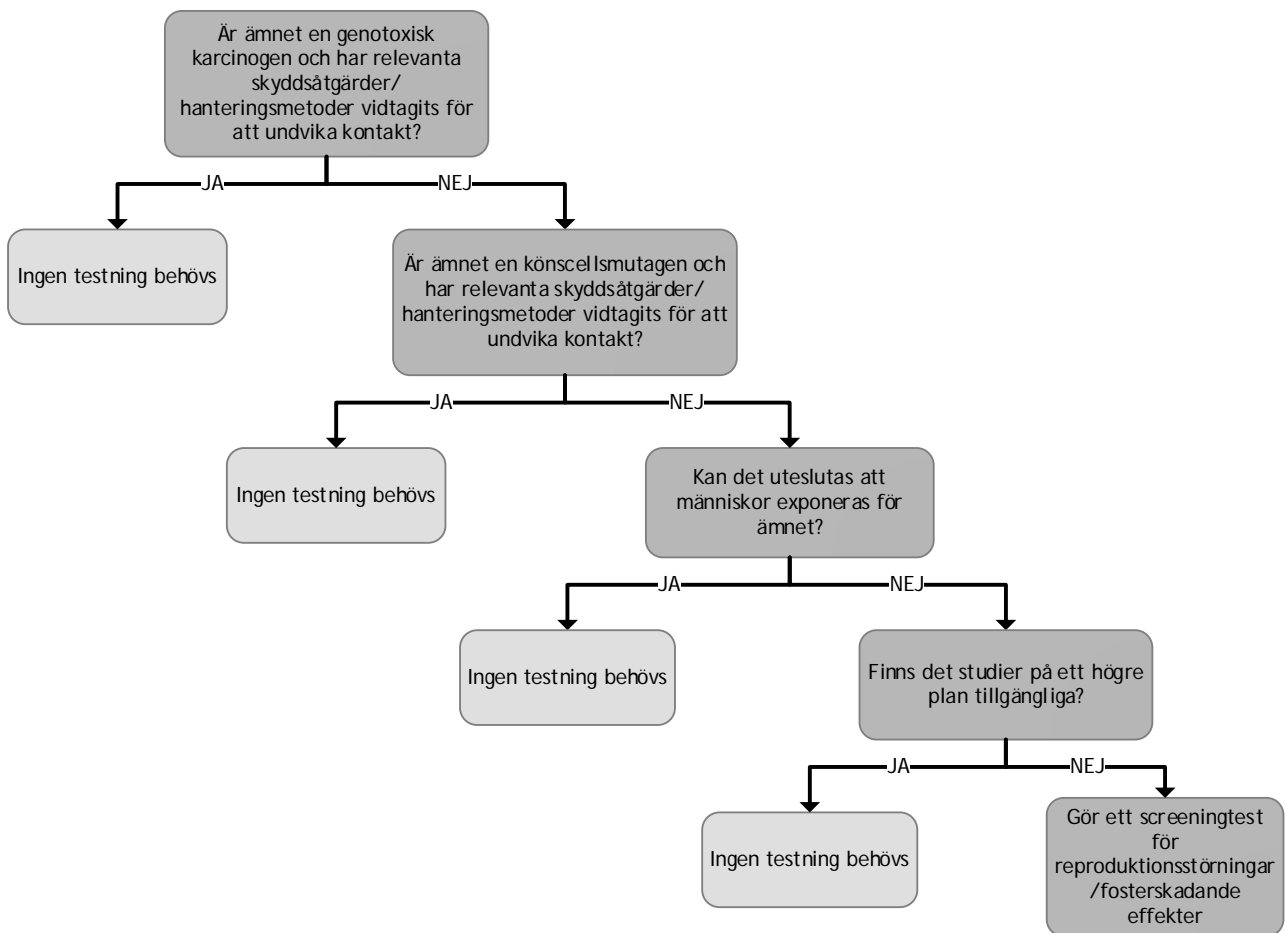 Är ämnet en genotoxisk
karcinogen och har relevanta
skyddsåtgärder/
hanteringsmetoder vidtagits för
att undvika kontakt?
JA
NEJ
Ingen testning behövs
Är ämnet en könscellsmutagen och
har relevanta skyddsåtgärder/
hanteringsmetoder vidtagits för att
undvika kontakt?
JA
NEJ
Ingen testning behövs
Kan det uteslutas att
människor exponeras för
ämnet?
JA
NEJ
Ingen testning behövs
Finns det studier på ett högre
plan tillgängliga?
JA
NEJ
Ingen testning behövs
Gör ett screeningtest
för
reproduktionsstörningar
/fosterskadande
effekter